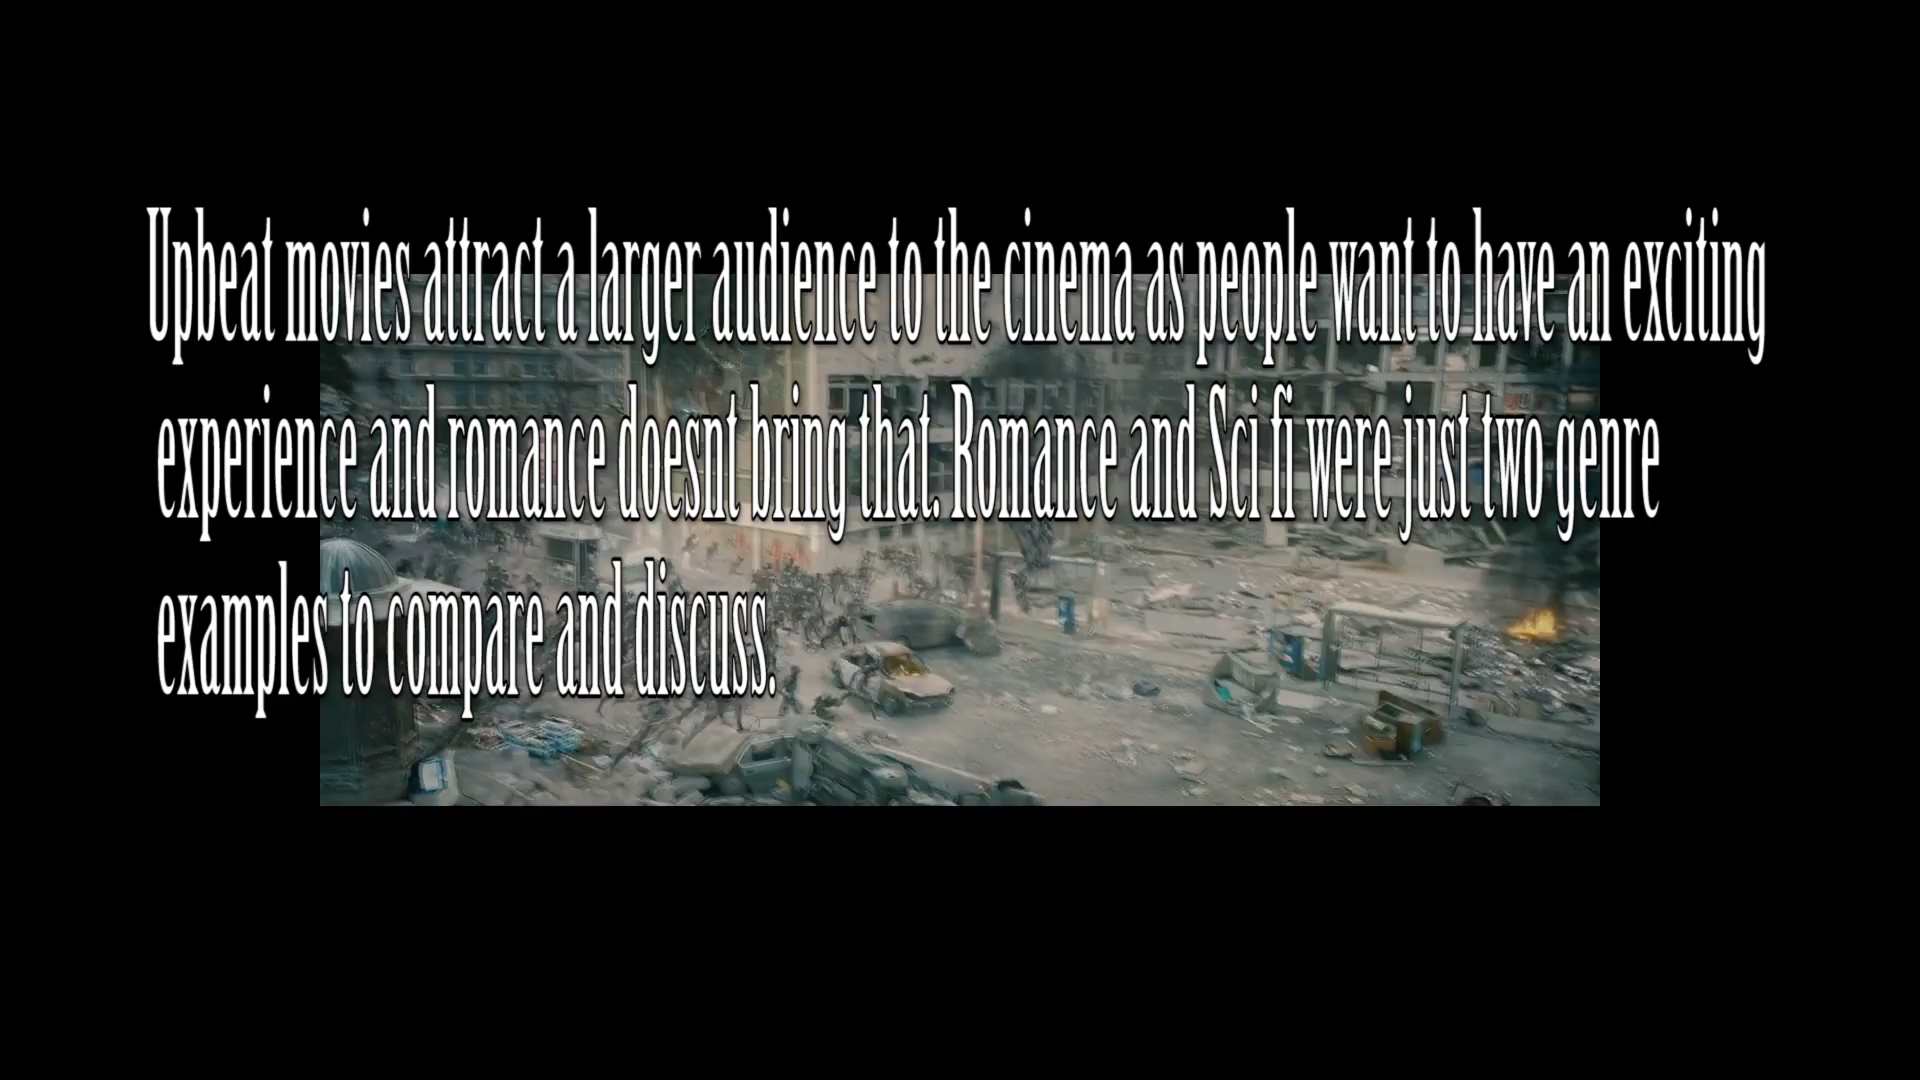 Upbeat movies attract a larger audience to the cinema as people want to have an exciting
experience and romance doesnt bring that. Romance and Sci fi were just two genre
examples to compare and discuss.